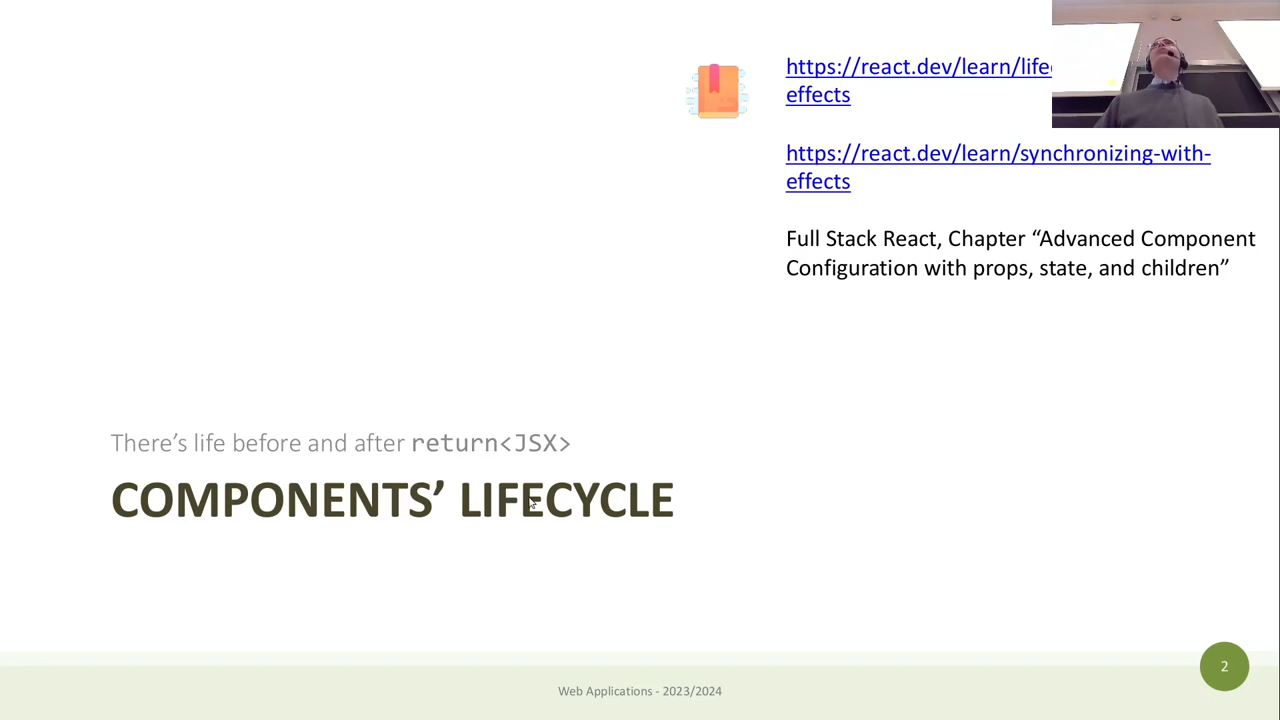 https://react.dev/learn/life
effects
https://react.dev/learn/synchronizing-with-
effects
Full Stack React, Chapter “Advanced Component
Configuration with props, state, and children”
There’s life before and after return<JSX>
COMPONENTS’ LIFECYCLE
2
Web Applications - 2023/2024